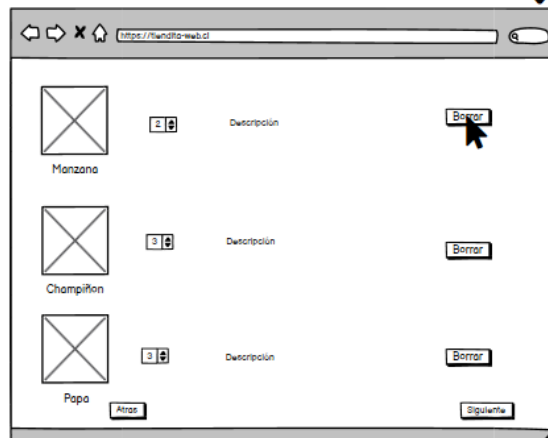 https://tiendita-web.cl
2
Descripción
Borrar
Manzana
3
Descripción
Borrar
Champiñon
3
Descripción
Borrar
Papa
Atras
Siguiente